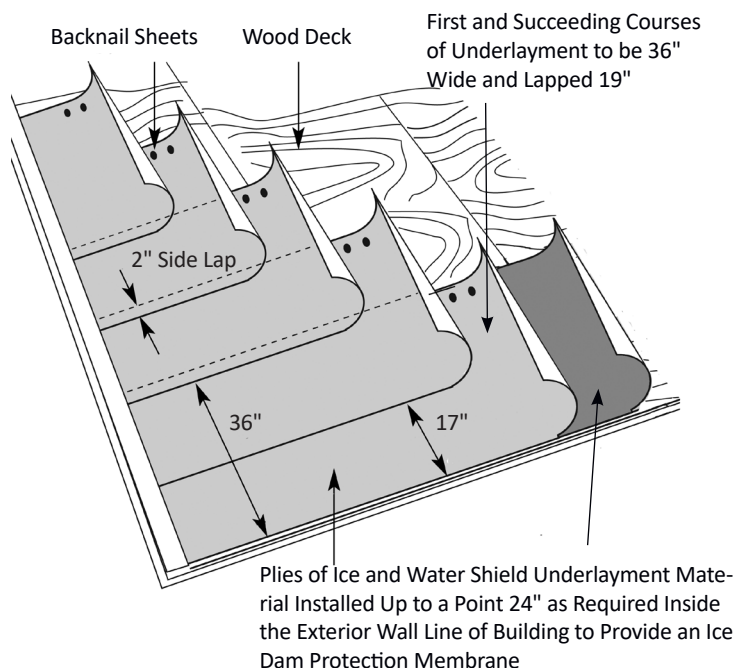 Backnail Sheets
Wood Deck
First and Succeeding Courses
of Underlayment to be 36"
Wide and Lapped 19"
2" Side Lap
36"
17"
Plies of Ice and Water Shield Underlayment Mate-
rial Installed Up to a Point 24" as Required Inside
the Exterior Wall Line of Building to Provide an Ice
Dam Protection Membrane